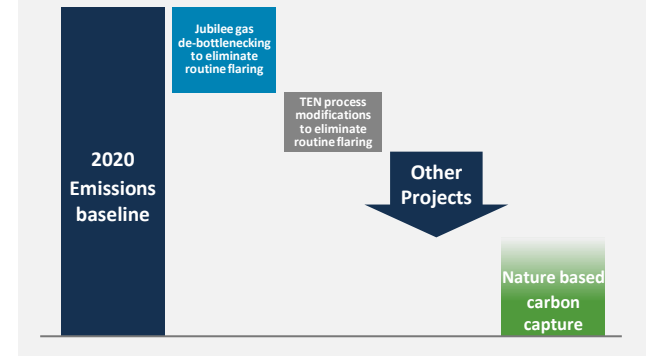 2020
Emissions
baseline
Jubilee gas
de-bottlenecking
to eliminate
routine flaring
TEN process
modifications
to eliminate
routine flaring
Other
Projects
Nature based
carbon
capture